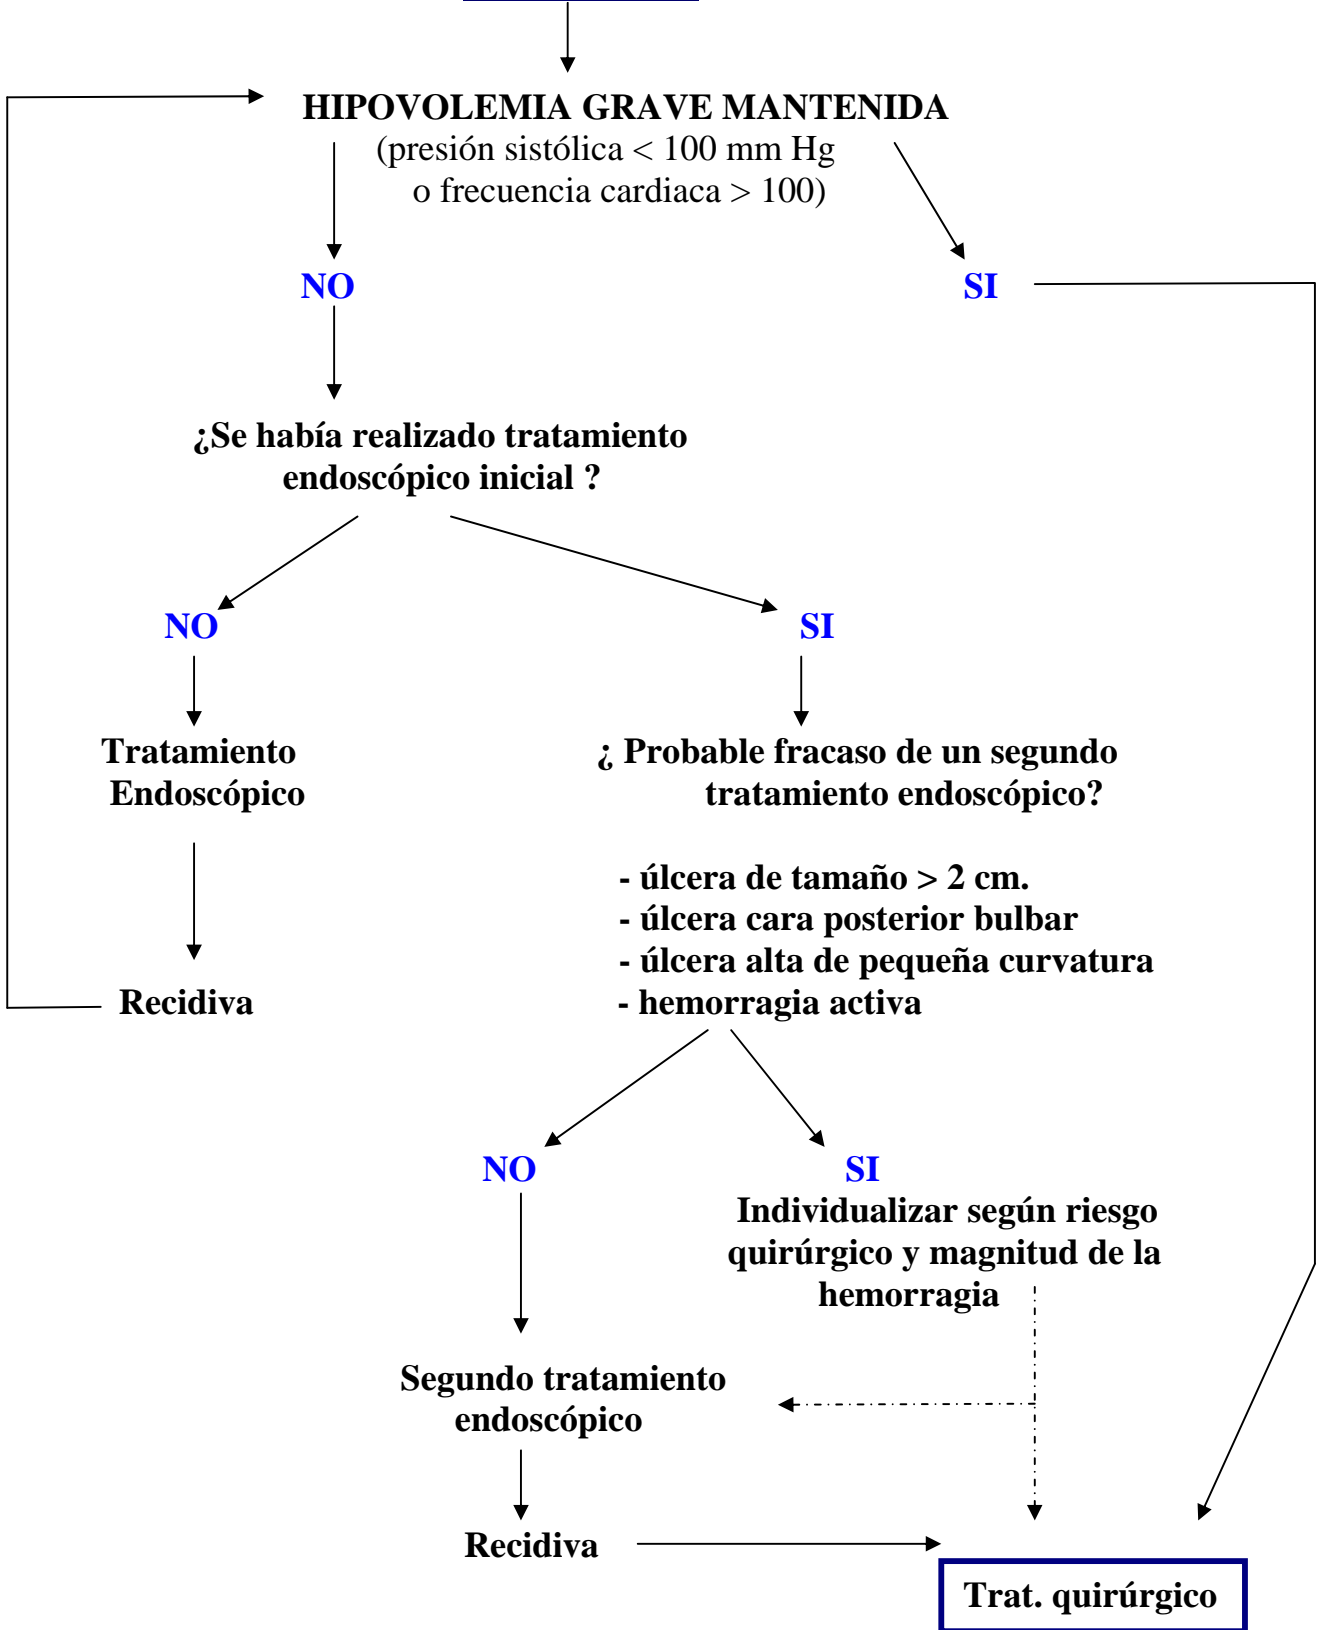 HIPOVOLEMIA GRAVE MANTENIDA
(presión sistólica < 100 mm Hg
o frecuencia cardiaca > 100)
NO
SI
¿Se había realizado tratamiento
endoscópico inicial ?
NO
SI
Tratamiento
Endoscópico
¿ Probable fracaso de un segundo
tratamiento endoscópico?
- úlcera de tamaño > 2 cm.
- úlcera cara posterior bulbar
- úlcera alta de pequeña curvatura
- hemorragia activa
Recidiva
NO
SI
Individualizar según riesgo
quirúrgico y magnitud de la
hemorragia
Segundo tratamiento
endoscópico
Recidiva
Trat. quirúrgico